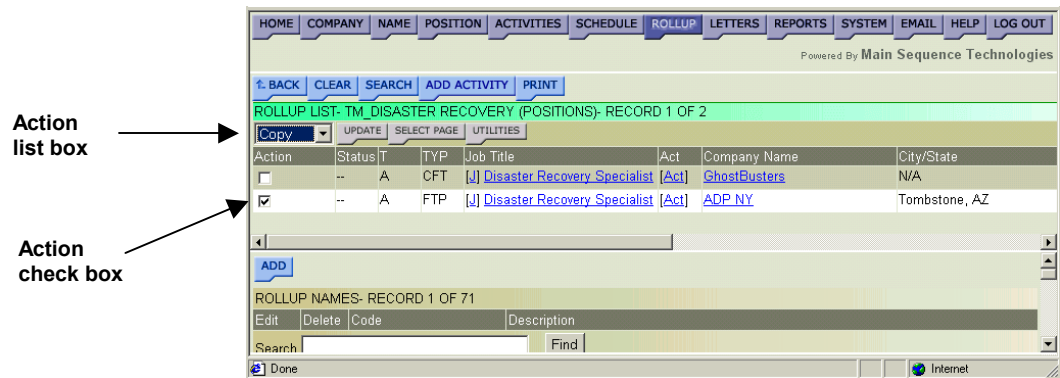 HOME COMPANY NAME POSITION ACTIVITIES SCHEDULE ROLLUP LETTERS REPORTS SYSTEM EMAIL HELP LOG OUT
Powered By Main Sequence Technologies
BACK CLEAR SEARCH ADD ACTIVITY PRINT
ROLLUP LIST- TM_DISASTER RECOVERY (POSITIONS)- RECORD 1 OF 2
Action
list box
Copy UPDATE SELECT PAGE UTILITIES
Action Status T TYP Job Title Act Company Name City/State
-- A CFT [J] Disaster Recovery Specialist [Act] GhostBusters N/A
-- A FTP [J] Disaster Recovery Specialist [Act] ADP NY Tombstone, AZ
Action
check box
ADD
ROLLUP NAMES- RECORD 1 OF 71
Edit Delete Code Description
Search Find
Done Internet